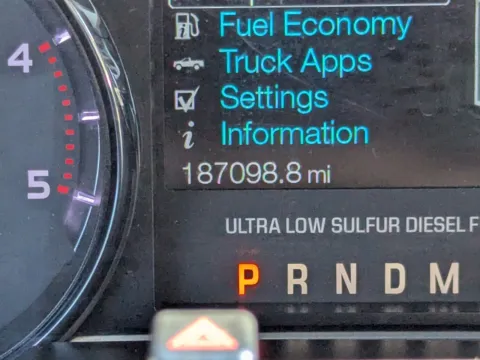 Fuel Economy
Truck Apps
Settings
Information
187098.8 mi
4
5
ULTRA LOW SULFUR DIESEL F
P R N D M